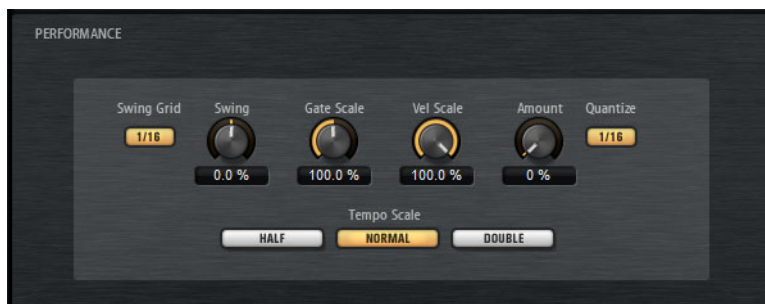 PERFORMANCE
Swing Grid Swing Gate Scale Vel Scale Amount Quantize
1/16 1/16
0.0 % 100.0 % 100.0 % 0 %
Tempo Scale
HALF NORMAL DOUBLE